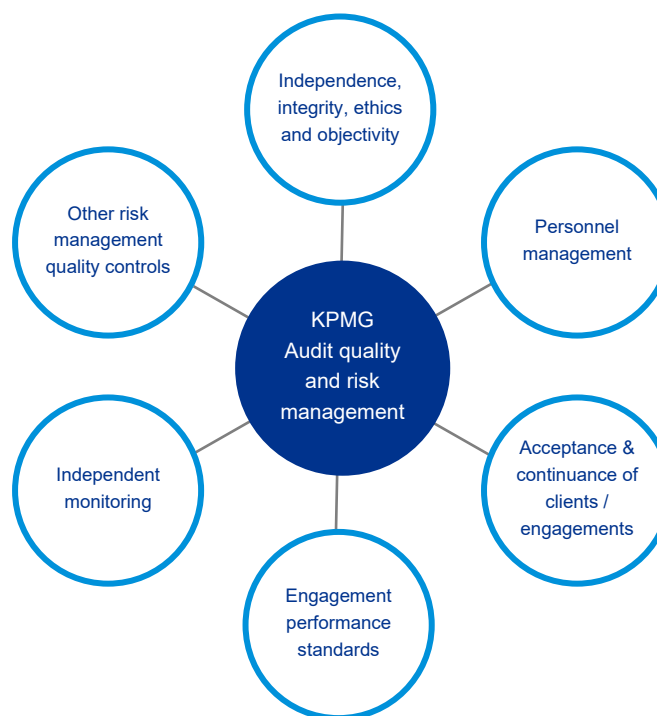 Independence,
integrity, ethics
and objectivity
Other risk
management
quality controls
Personnel
management
KPMG
Audit quality
and risk
management
Independent
monitoring
Acceptance &
continuance of
clients /
engagements
Engagement
performance
standards